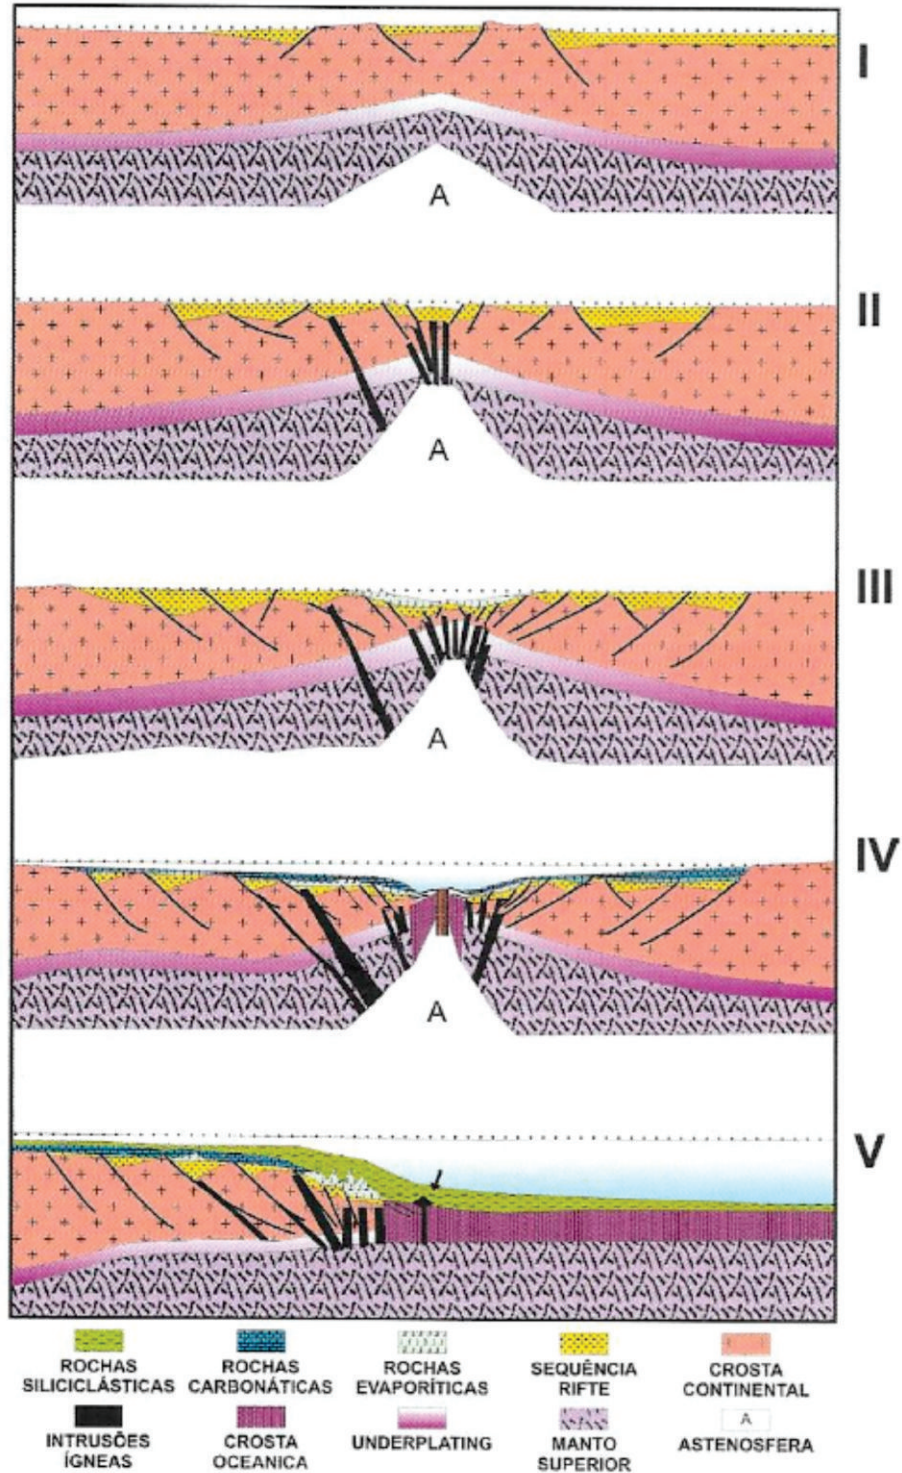 I
A
II
A
III
A
IV
A
V
ROCHAS
SILICICLÁSTICAS
ROCHAS
CARBONÁTICAS
ROCHAS
EVAPORÍTICAS
SEQUÊNCIA
RIFTE
CROSTA
CONTINENTAL
INTRUSÕES
ÍGNEAS
CROSTA
OCEANICA
UNDERPLATING
MANTO
SUPERIOR
A
ASTENOSFERA